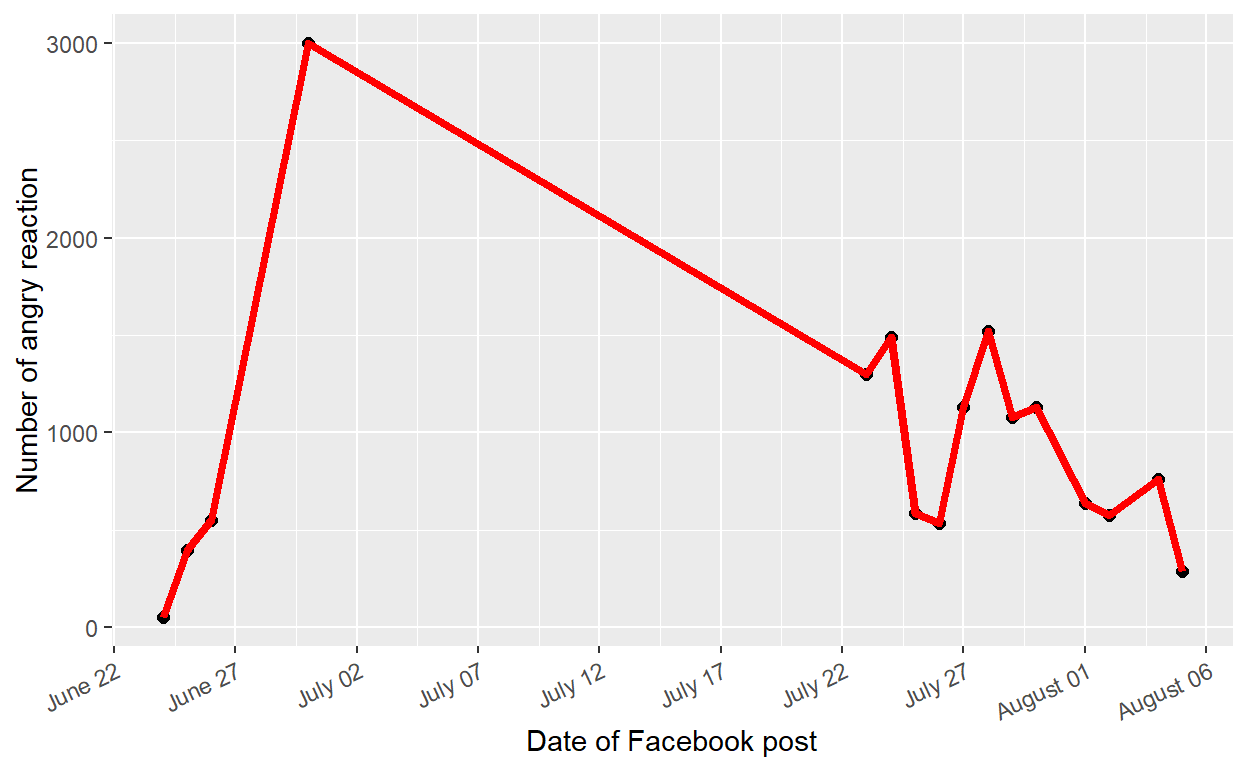 Number of angry reaction
3000
2000
1000
0
June 22
June 27
July 02
July 07
July 12
July 17
July 22
July 27
August 01
August 06
Date of Facebook post